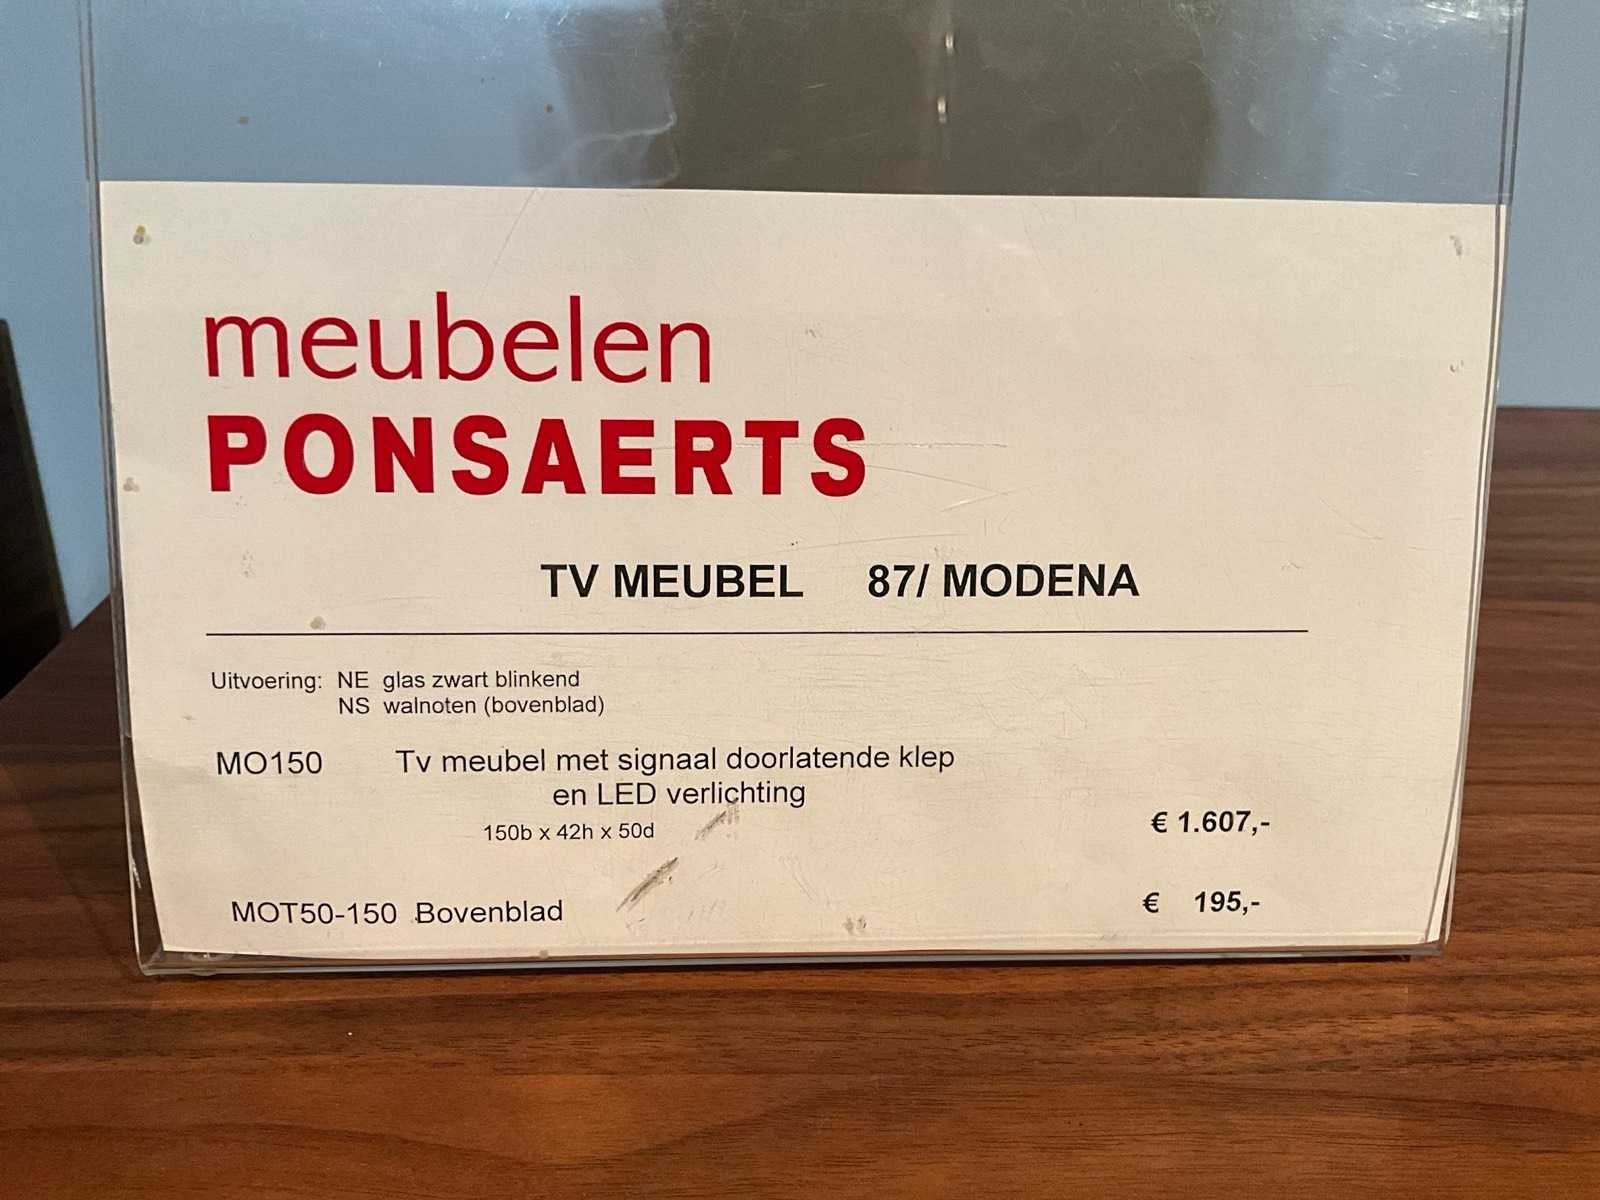 meubelen
PONSAERTS
TV MEUBEL 87/ MODENA
Uitvoering: NE glas zwart blinkend
NS walnoten (bovenblad)
MO150 Tv meubel met signaal doorlatende klep
en LED verlichting
150b x 42h x 50d € 1.607,-
MOT50-150 Bovenblad € 195,-